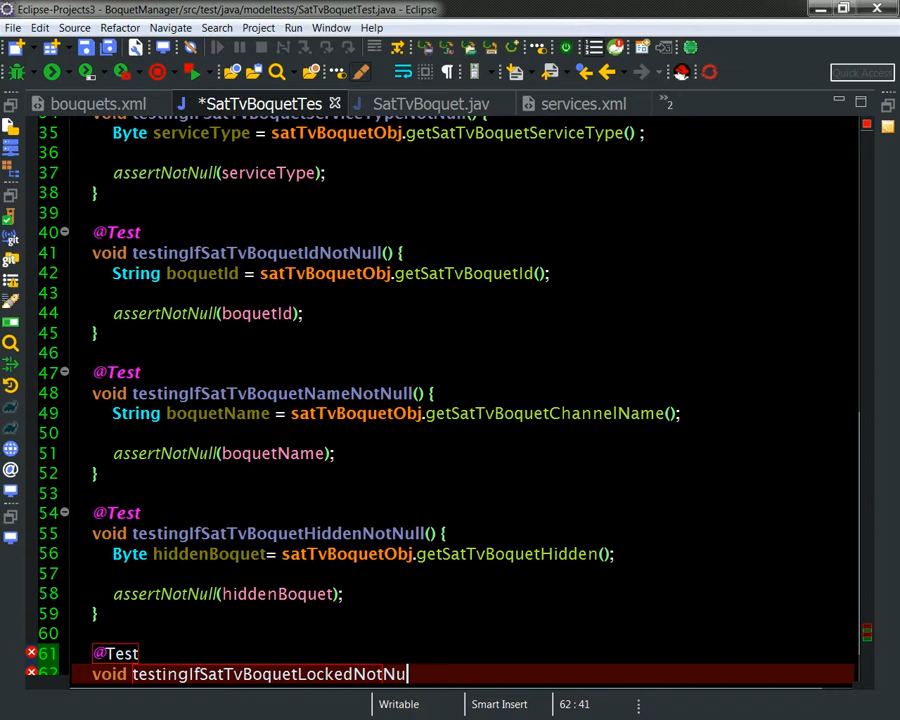 Eclipse-Projects3 - BoquetManager/src/test/java/modeltests/SatTvBoquetTest.java - Eclipse
File Edit Source Refactor Navigate Search Project Run Window Help
Quick Access
bouquets.xml *SatTvBoquetTes SatTvBoquet.jav services.xml »2
35 Byte serviceType = satTvBoquetObj.getSatTvBoquetServiceType() ;
36
37 assertNotNull(serviceType);
38 }
39
40 @Test
41 void testingIfSatTvBoquetIdNotNull() {
42 String boquetId = satTvBoquetObj.getSatTvBoquetId();
43
44 assertNotNull(boquetId);
45 }
46
47 @Test
48 void testingIfSatTvBoquetNameNotNull() {
49 String boquetName = satTvBoquetObj.getSatTvBoquetChannelName();
50
51 assertNotNull(boquetName);
52 }
53
54 @Test
55 void testingIfSatTvBoquetHiddenNotNull() {
56 Byte hiddenBoquet= satTvBoquetObj.getSatTvBoquetHidden();
57
58 assertNotNull(hiddenBoquet);
59 }
60
61 @Test
62 void testingIfSatTvBoquetLockedNotNu
Writable Smart Insert 62 : 41